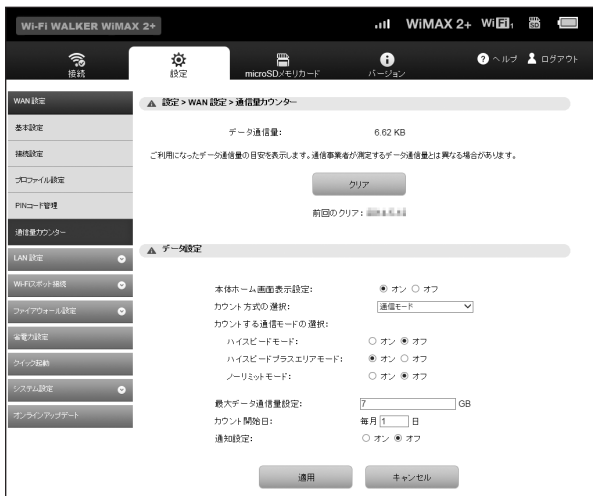 Wi-Fi WALKER WiMAX 2+
WiMAX 2+ WiFi 1
接続
設定
microSDメモリカード
バージョン
ヘルプ ログアウト
WAN 設定
基本設定
接続設定
プロファイル設定
PINコード管理
通信量カウンター
LAN 設定
Wi-Fiスポット接続
ファイアウォール設定
省電力設定
クイック起動
システム設定
オンラインアップデート
設定 > WAN 設定 > 通信量カウンター
データ通信量: 6.62 KB
ご利用になったデータ通信量の目安を表示します。通信事業者が測定するデータ通信量とは異なる場合があります。
クリア
前回のクリア:
データ設定
本体ホーム画面表示設定: オン オフ
カウント方式の選択: 通信モード
カウントする通信モードの選択:
ハイスピードモード: オン オフ
ハイスピードプラスエリアモード: オン オフ
ノーリミットモード: オン オフ
最大データ通信量設定: 7 GB
カウント開始日: 毎月 1 日
通知設定: オン オフ
適用 キャンセル